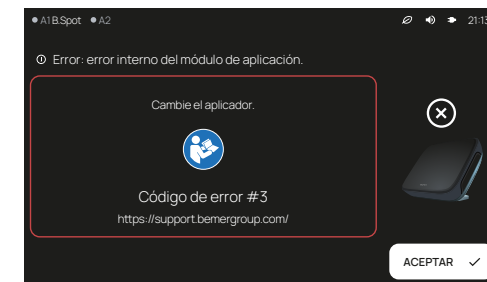 A1 B.Spot A2 21:13
Error: error interno del módulo de aplicación.
Cambie el aplicador.
Código de error #3
https://support.bemergroup.com/
ACEPTAR